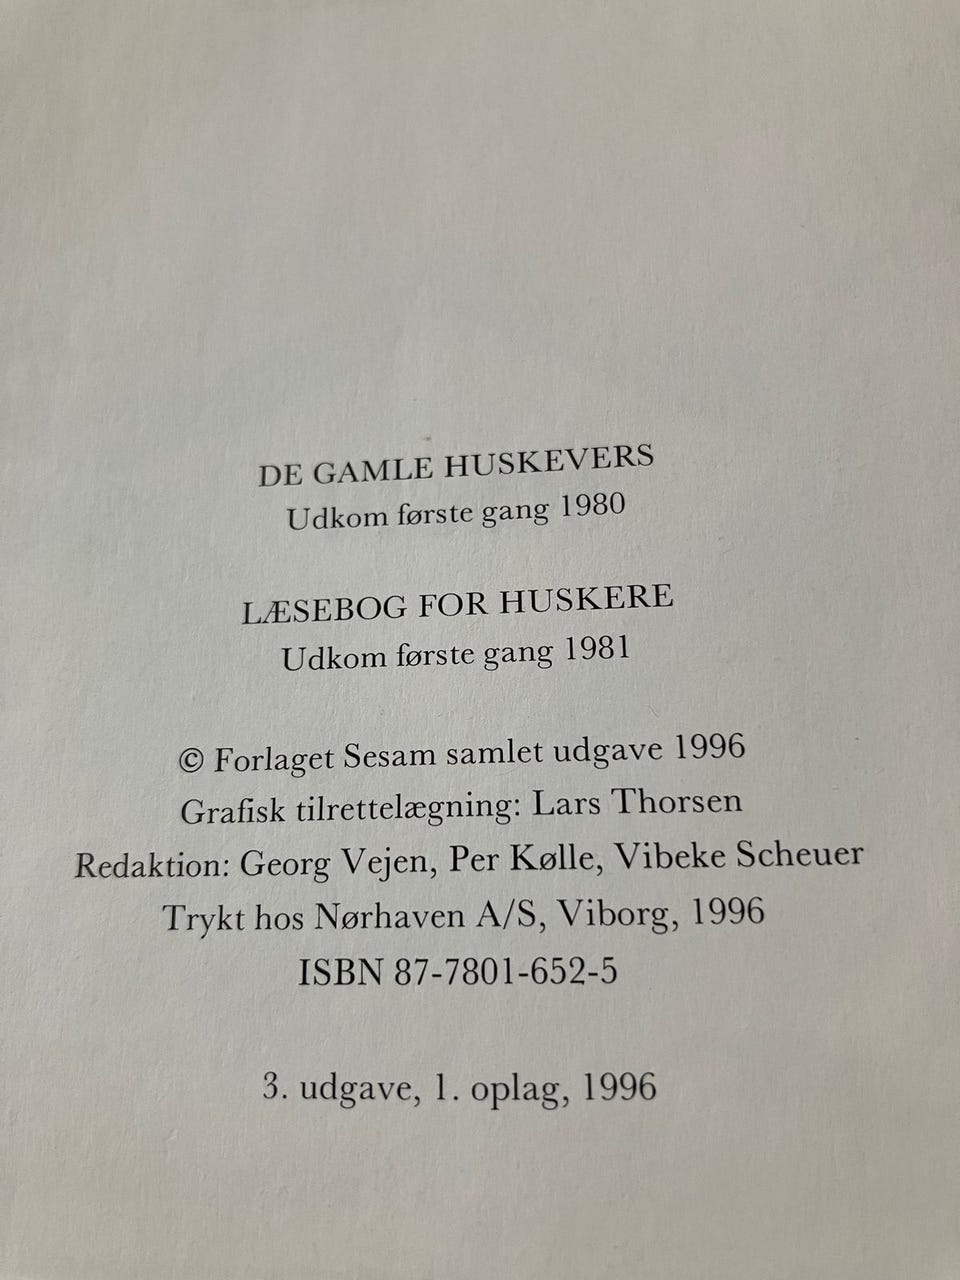 DE GAMLE HUSKEVERS
Udkom første gang 1980
LÆSEBOG FOR HUSKERE
Udkom første gang 1981
© Forlaget Sesam samlet udgave 1996
Grafisk tilrettelægning: Lars Thorsen
Redaktion: Georg Vejen, Per Kølle, Vibeke Scheuer
Trykt hos Nørhaven A/S, Viborg, 1996
ISBN 87-7801-652-5
3. udgave, 1. oplag, 1996